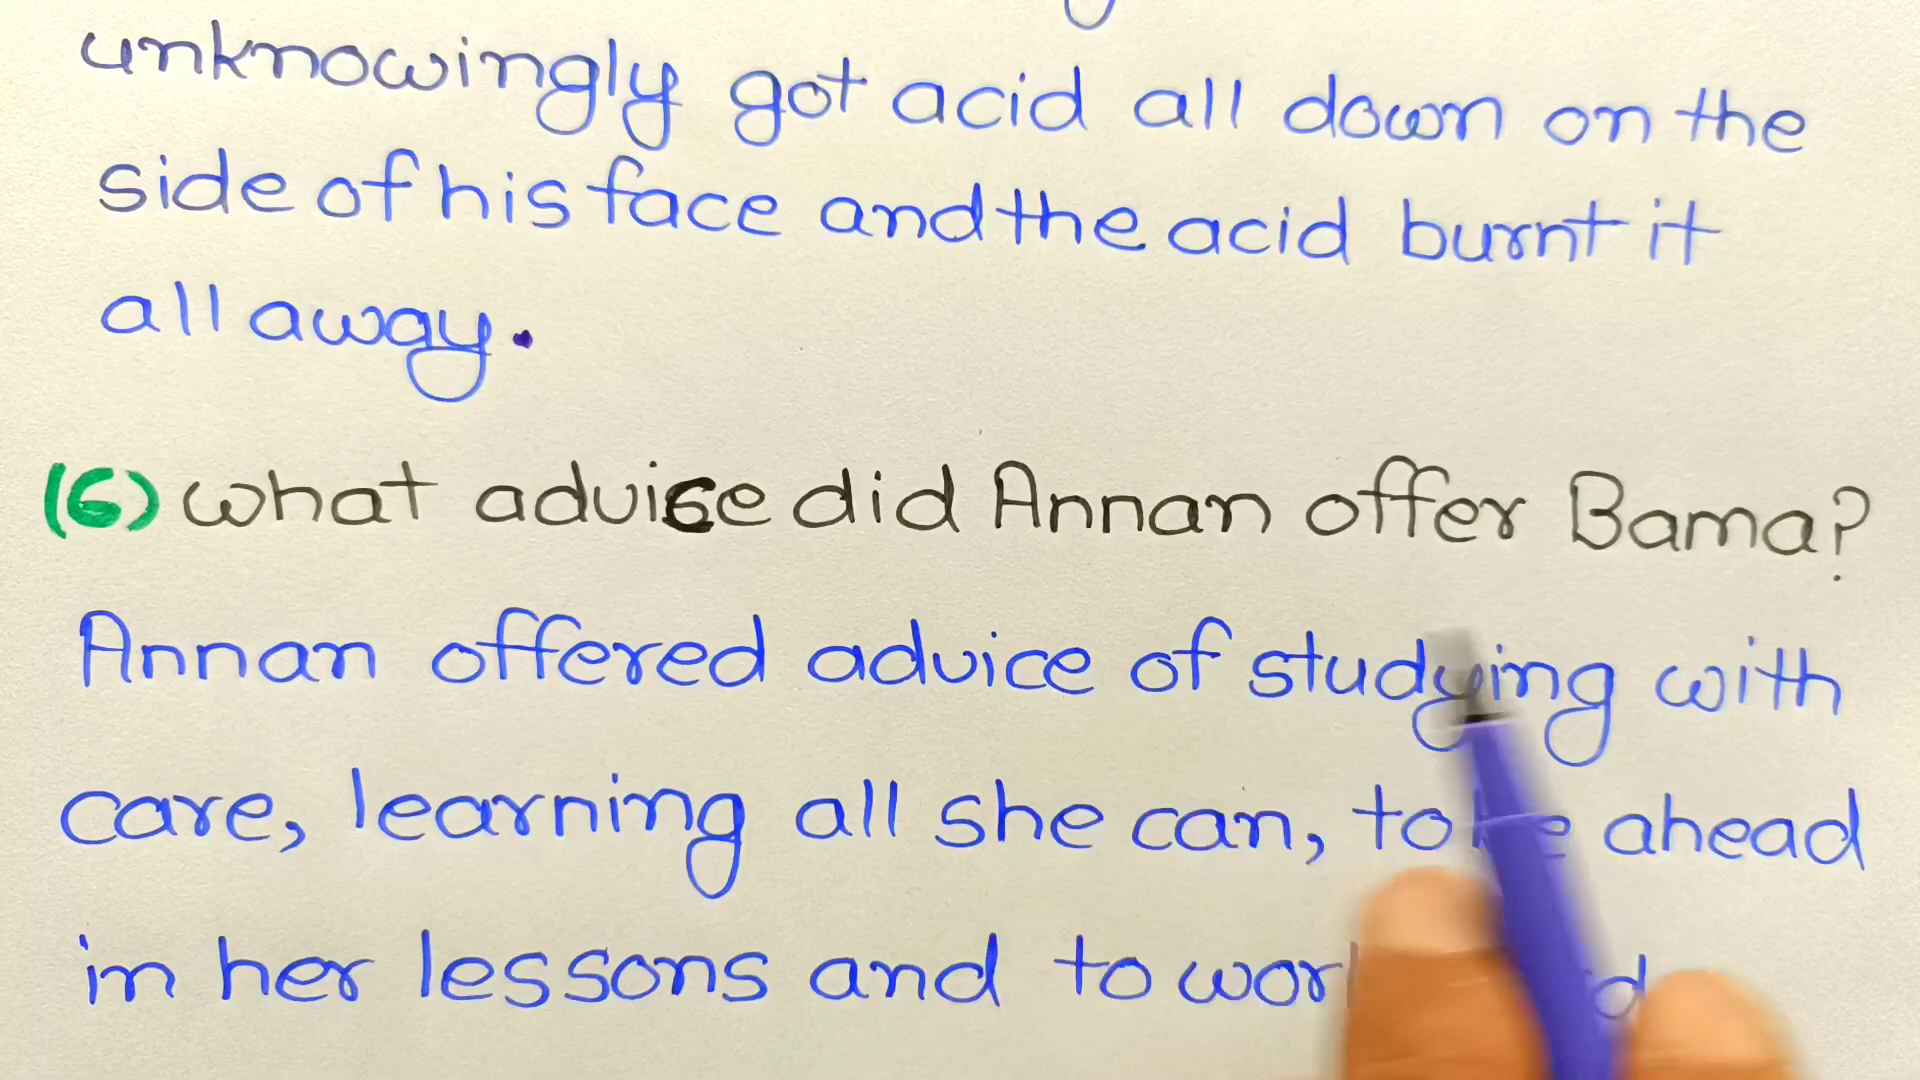 unknowingly got acid all down on the
side of his face and the acid burnt it
all away.
(6) what advice did Annan offer Bama?
Annan offered advice of studying with
care, learning all she can, to be ahead
in her lessons and to